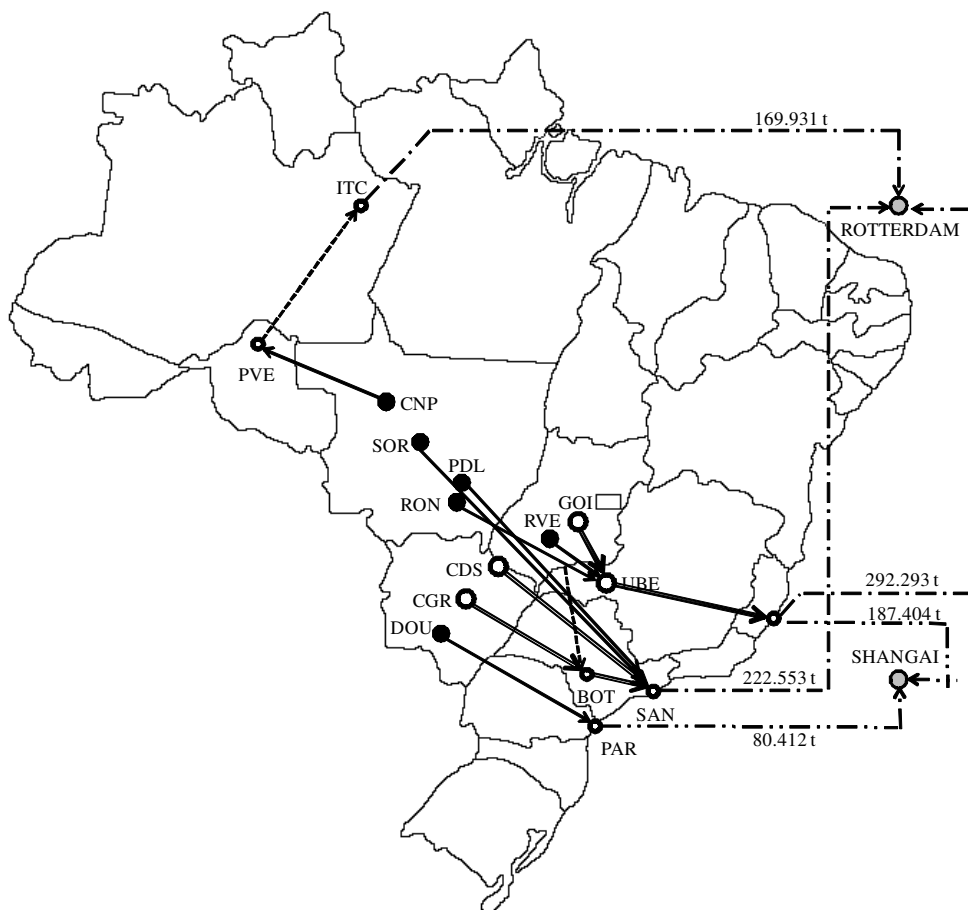 169.931 t
ITC
ROTTERDAM
PVE
CNP
SOR
PDL
RON
GOI
RVE
CDS
UBE
292.293 t
CGR
187.404 t
DOU
SHANGAI
BOT
222.553 t
SAN
PAR
80.412 t